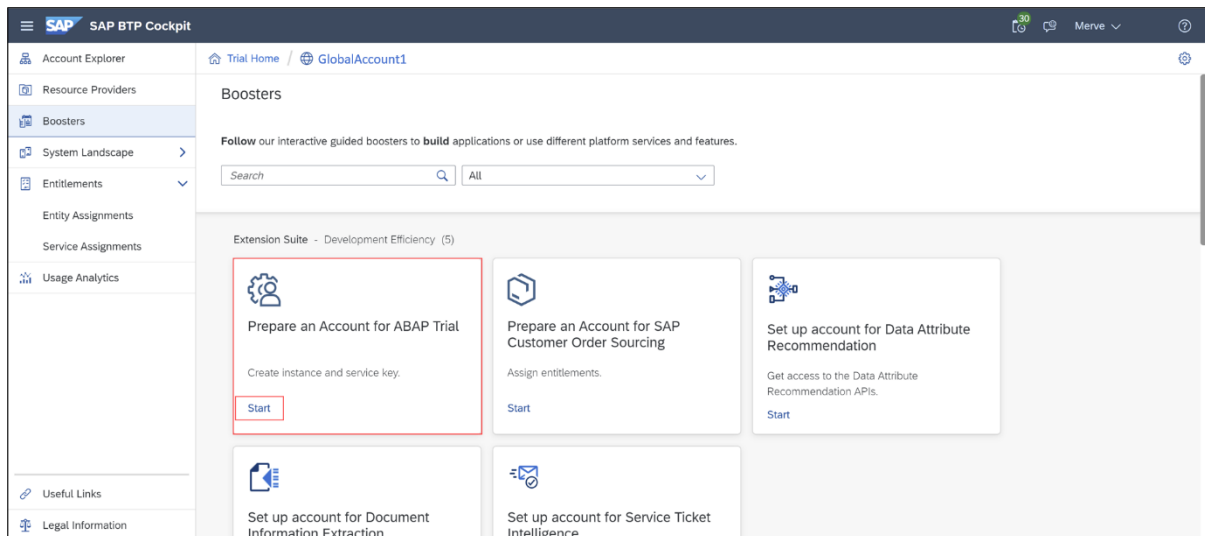 SAP SAP BTP Cockpit
30
Merve
Account Explorer
Resource Providers
Boosters
System Landscape
Entitlements
Entity Assignments
Service Assignments
Usage Analytics
Useful Links
Legal Information
Trial Home / GlobalAccount1
Boosters
Follow our interactive guided boosters to build applications or use different platform services and features.
Search
All
Extension Suite - Development Efficiency (5)
Prepare an Account for ABAP Trial
Create instance and service key.
Start
Prepare an Account for SAP
Customer Order Sourcing
Assign entitlements.
Start
Set up account for Data Attribute
Recommendation
Get access to the Data Attribute
Recommendation APIs.
Start
Set up account for Document
Information Extraction
Set up account for Service Ticket
Intelligence